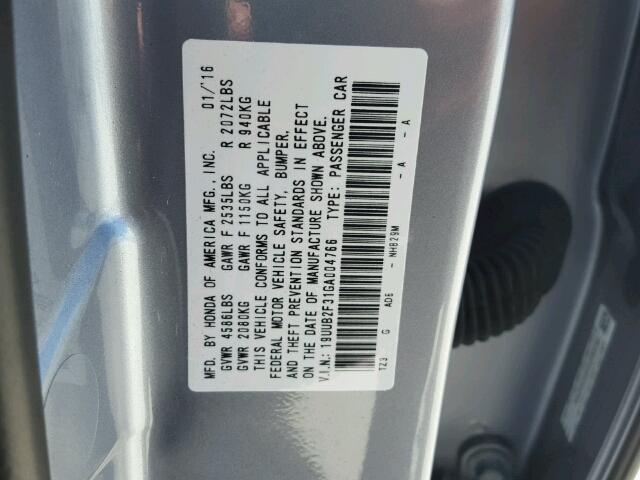 MFD. BY HONDA OF AMERICA MFG., INC. 01/'16
GVWR 4586LBS GAWR F 2535LBS R 2072LBS
GVWR 2080KG GAWR F 1150KG R 940KG
THIS VEHICLE CONFORMS TO ALL APPLICABLE
FEDERAL MOTOR VEHICLE SAFETY, BUMPER,
AND THEFT PREVENTION STANDARDS IN EFFECT
ON THE DATE OF MANUFACTURE SHOWN ABOVE.
V.I.N.: 19UUB2F31GA004766 TYPE: PASSENGER CAR
TZ3 G AD6 - NH829M - A - A